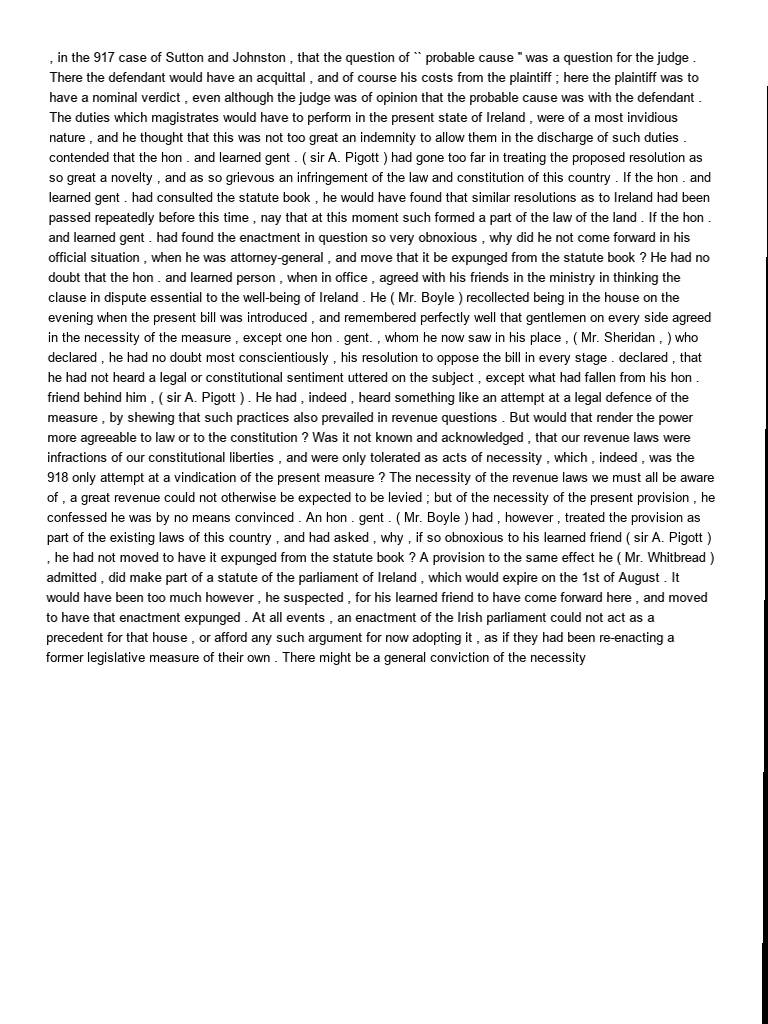 , in the 917 case of Sutton and Johnston , that the question of `` probable cause '' was a question for the judge .
There the defendant would have an acquittal , and of course his costs from the plaintiff ; here the plaintiff was to
have a nominal verdict , even although the judge was of opinion that the probable cause was with the defendant .
The duties which magistrates would have to perform in the present state of Ireland , were of a most invidious
nature , and he thought that this was not too great an indemnity to allow them in the discharge of such duties .
contended that the hon . and learned gent . ( sir A. Pigott ) had gone too far in treating the proposed resolution as
so great a novelty , and as so grievous an infringement of the law and constitution of this country . If the hon . and
learned gent . had consulted the statute book , he would have found that similar resolutions as to Ireland had been
passed repeatedly before this time , nay that at this moment such formed a part of the law of the land . If the hon .
and learned gent . had found the enactment in question so very obnoxious , why did he not come forward in his
official situation , when he was attorney-general , and move that it be expunged from the statute book ? He had no
doubt that the hon . and learned person , when in office , agreed with his friends in the ministry in thinking the
clause in dispute essential to the well-being of Ireland . He ( Mr. Boyle ) recollected being in the house on the
evening when the present bill was introduced , and remembered perfectly well that gentlemen on every side agreed
in the necessity of the measure , except one hon . gent. , whom he now saw in his place , ( Mr. Sheridan , ) who
declared , he had no doubt most conscientiously , his resolution to oppose the bill in every stage . declared , that
he had not heard a legal or constitutional sentiment uttered on the subject , except what had fallen from his hon .
friend behind him , ( sir A. Pigott ) . He had , indeed , heard something like an attempt at a legal defence of the
measure , by shewing that such practices also prevailed in revenue questions . But would that render the power
more agreeable to law or to the constitution ? Was it not known and acknowledged , that our revenue laws were
infractions of our constitutional liberties , and were only tolerated as acts of necessity , which , indeed , was the
918 only attempt at a vindication of the present measure ? The necessity of the revenue laws we must all be aware
of , a great revenue could not otherwise be expected to be levied ; but of the necessity of the present provision , he
confessed he was by no means convinced . An hon . gent . ( Mr. Boyle ) had , however , treated the provision as
part of the existing laws of this country , and had asked , why , if so obnoxious to his learned friend ( sir A. Pigott )
, he had not moved to have it expunged from the statute book ? A provision to the same effect he ( Mr. Whitbread )
admitted , did make part of a statute of the parliament of Ireland , which would expire on the 1st of August . It
would have been too much however , he suspected , for his learned friend to have come forward here , and moved
to have that enactment expunged . At all events , an enactment of the Irish parliament could not act as a
precedent for that house , or afford any such argument for now adopting it , as if they had been re-enacting a
former legislative measure of their own . There might be a general conviction of the necessity